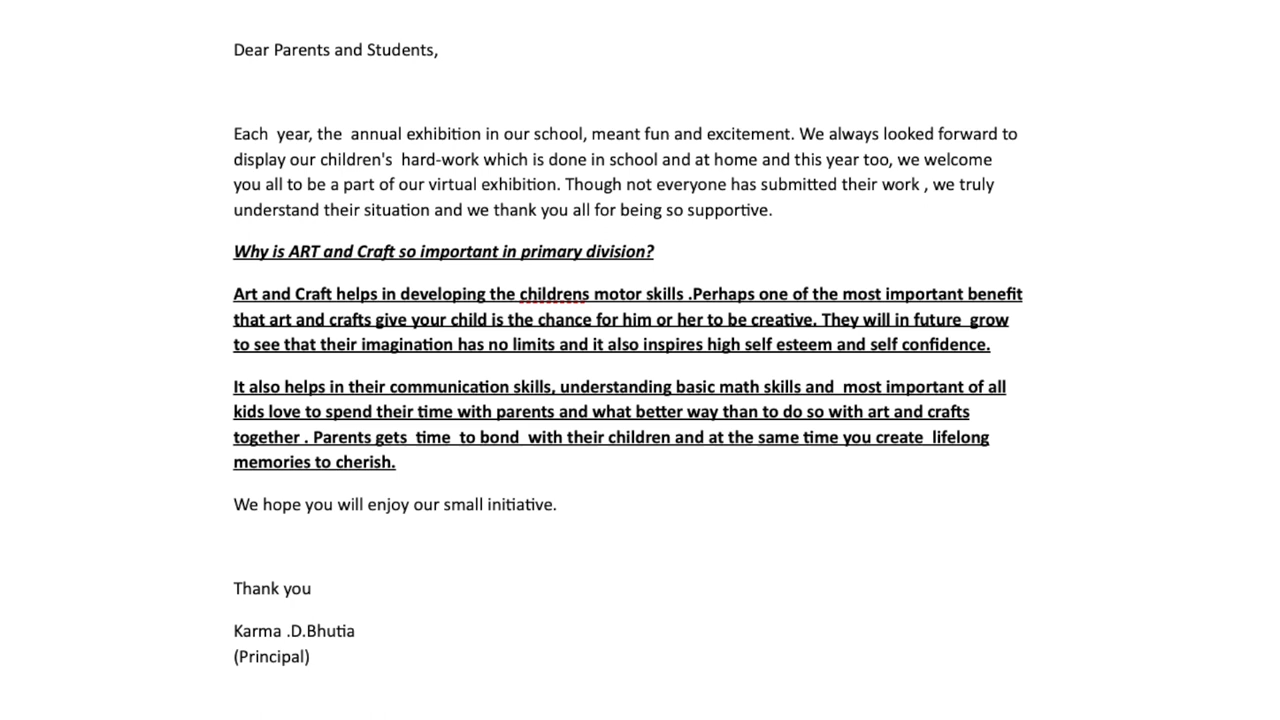 Dear Parents and Students,
Each  year, the  annual exhibition in our school, meant fun and excitement. We always looked forward to
display our children's  hard-work which is done in school and at home and this year too, we welcome
you all to be a part of our virtual exhibition. Though not everyone has submitted their work , we truly
understand their situation and we thank you all for being so supportive.
Why is ART and Craft so important in primary division?
Art and Craft helps in developing the childrens motor skills .Perhaps one of the most important benefit
that art and crafts give your child is the chance for him or her to be creative. They will in future  grow
to see that their imagination has no limits and it also inspires high self esteem and self confidence.
It also helps in their communication skills, understanding basic math skills and  most important of all
kids love to spend their time with parents and what better way than to do so with art and crafts
together . Parents gets  time  to bond  with their children and at the same time you create  lifelong
memories to cherish.
We hope you will enjoy our small initiative.
Thank you
Karma .D.Bhutia
(Principal)